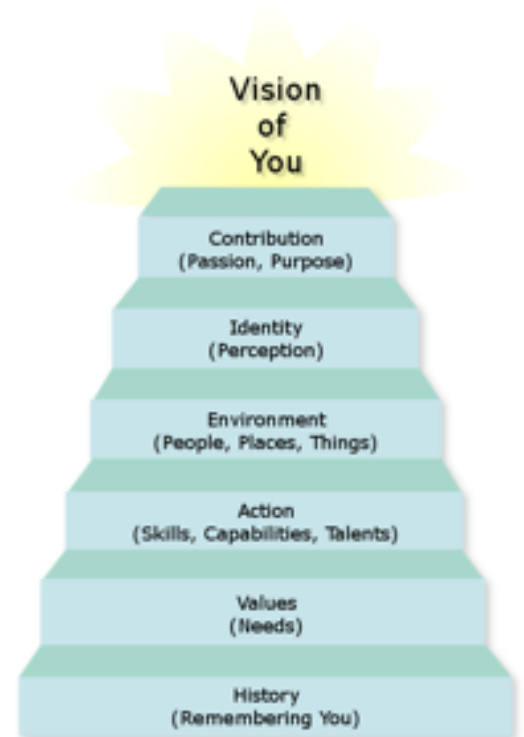 Vision
of
You
Contribution
(Passion, Purpose)
Identity
(Perception)
Environment
(People, Places, Things)
Action
(Skills, Capabilities, Talents)
Values
(Needs)
History
(Remembering You)